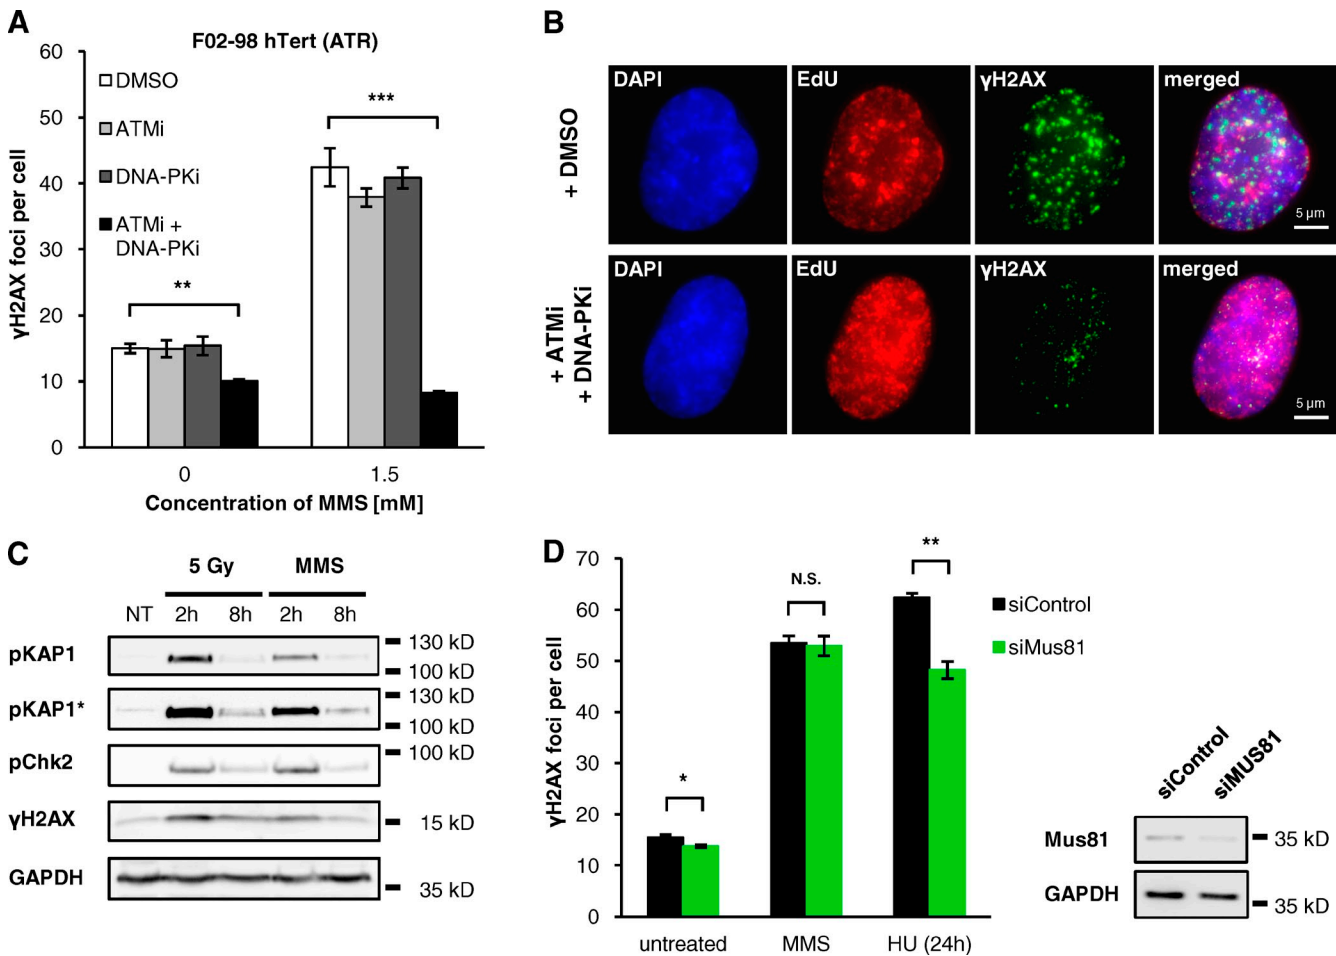 A
F02-98 hTert (ATR)
γH2AX foci per cell
60
50
40
30
20
10
0
DMSO
ATMi
DNA-PKi
ATMi +
DNA-PKi
**
***
0
1.5
Concentration of MMS [mM]
B
+ DMSO
DAPI
EdU
γH2AX
merged
5 µm
+ ATMi
+ DNA-PKi
DAPI
EdU
γH2AX
merged
5 µm
C
5 Gy
MMS
NT
2h
8h
2h
8h
pKAP1
130 kD
100 kD
pKAP1*
130 kD
100 kD
pChk2
100 kD
γH2AX
15 kD
GAPDH
35 kD
D
γH2AX foci per cell
70
60
50
40
30
20
10
0
*
N.S.
**
siControl
siMus81
untreated
MMS
HU (24h)
siControl
siMUS81
Mus81
35 kD
GAPDH
35 kD